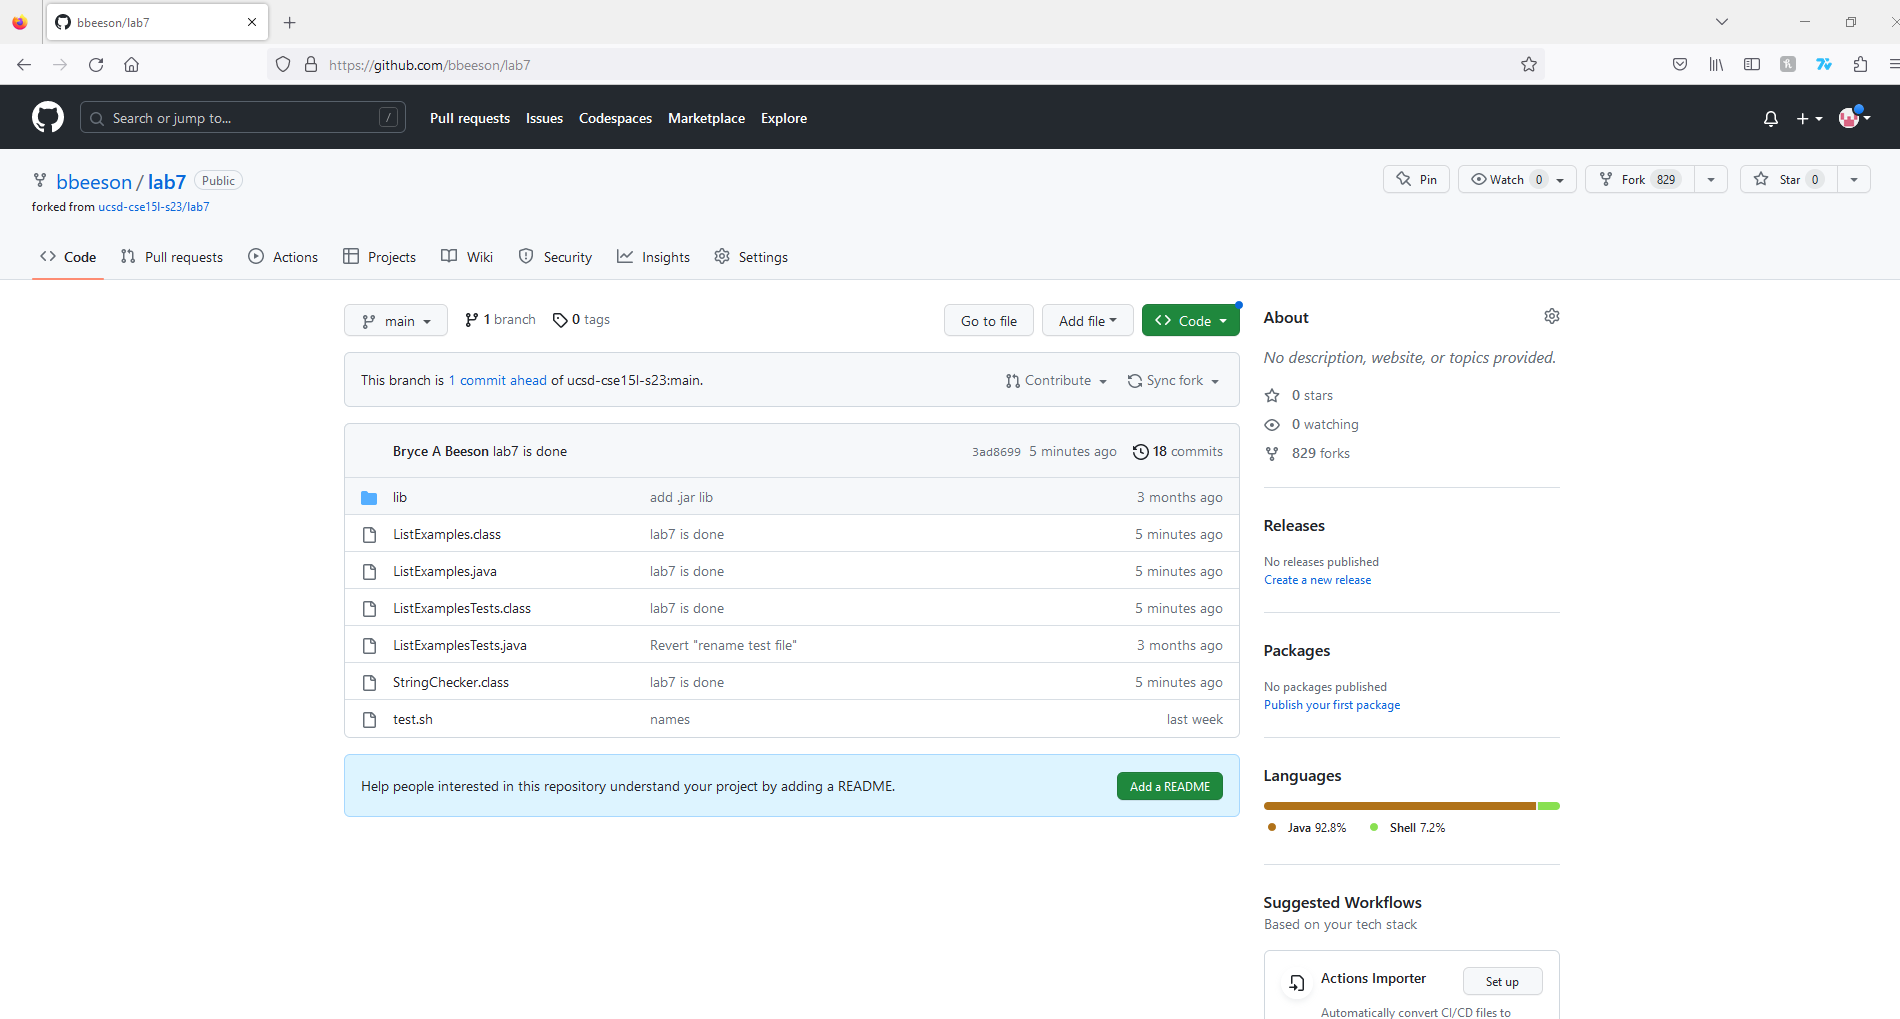 bbeeson/lab7
https://github.com/bbeeson/lab7
Search or jump to... /
Pull requests Issues Codespaces Marketplace Explore
bbeeson / lab7 Public
Pin Watch 0 Fork 829 Star 0
forked from ucsd-cse15l-s23/lab7
Code Pull requests Actions Projects Wiki Security Insights Settings
main 1 branch 0 tags Go to file Add file Code
This branch is 1 commit ahead of ucsd-cse15l-s23:main. Contribute Sync fork
Bryce A Beeson lab7 is done 3ad8699 5 minutes ago 18 commits
lib add .jar lib 3 months ago
ListExamples.class lab7 is done 5 minutes ago
ListExamples.java lab7 is done 5 minutes ago
ListExamplesTests.class lab7 is done 5 minutes ago
ListExamplesTests.java Revert "rename test file" 3 months ago
StringChecker.class lab7 is done 5 minutes ago
test.sh names last week
Help people interested in this repository understand your project by adding a README. Add a README
About
No description, website, or topics provided.
0 stars
0 watching
829 forks
Releases
No releases published
Create a new release
Packages
No packages published
Publish your first package
Languages
Java 92.8% Shell 7.2%
Suggested Workflows
Based on your tech stack
Actions Importer Set up
Automatically convert CI/CD files to